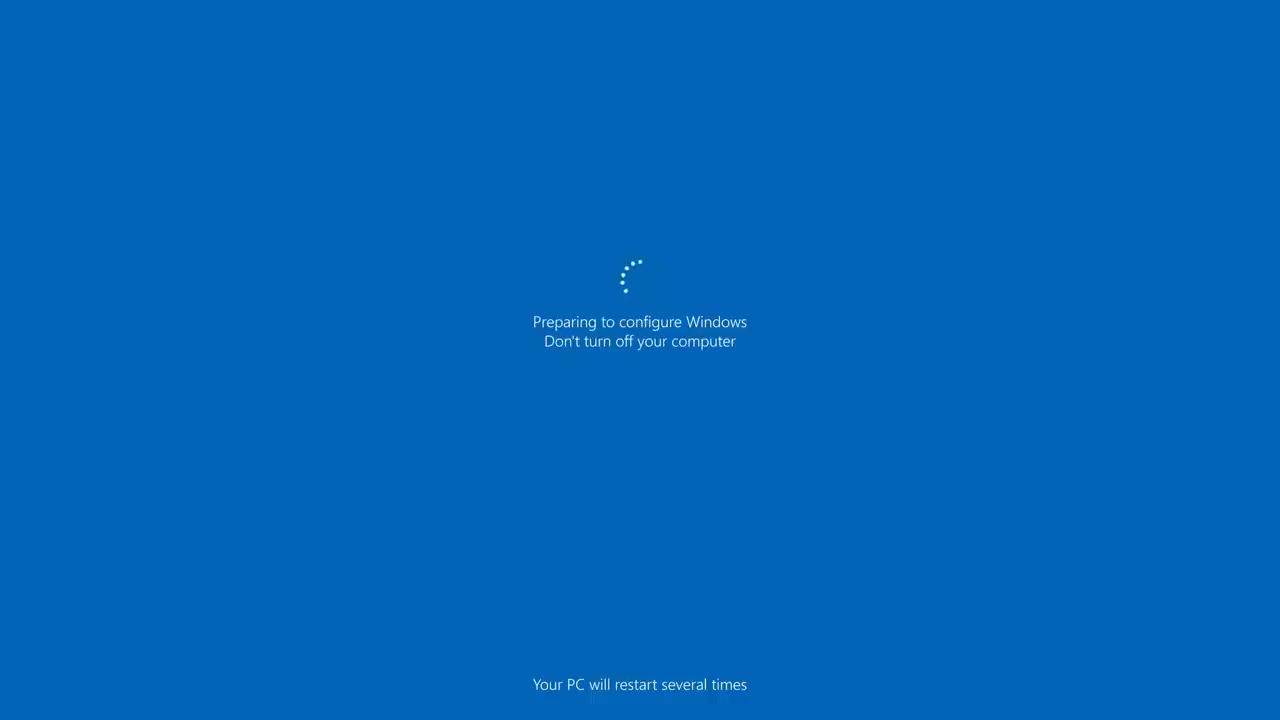 Preparing to configure Windows
Don't turn off your computer
Your PC will restart several times